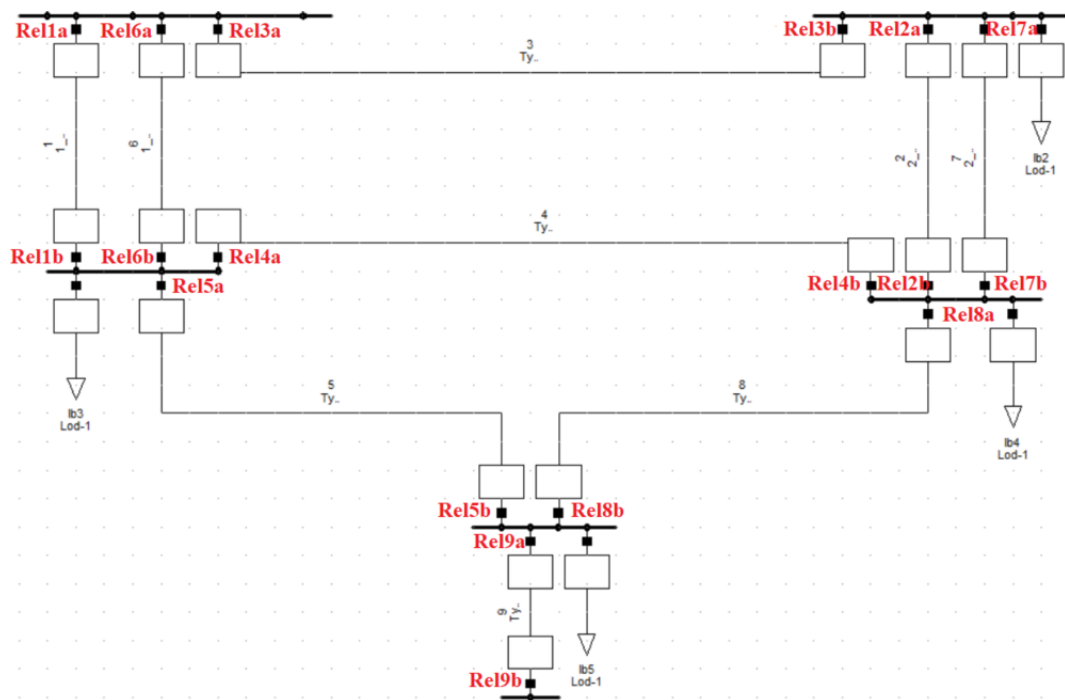 Rel1a Rel6a Rel3a Rel3b Rel2a Rel7a
3
Ty..
1
1_-
6
1_-
2
2_-
7
2_-
lb2
Lod-1
4
Ty..
Rel1b Rel6b Rel4a
Rel5a
Rel4b Rel2b Rel7b
Rel8a
5
Ty..
8
Ty..
lb3
Lod-1
lb4
Lod-1
Rel5b Rel8b
Rel9a
9
Ty..
lb5
Lod-1
Rel9b